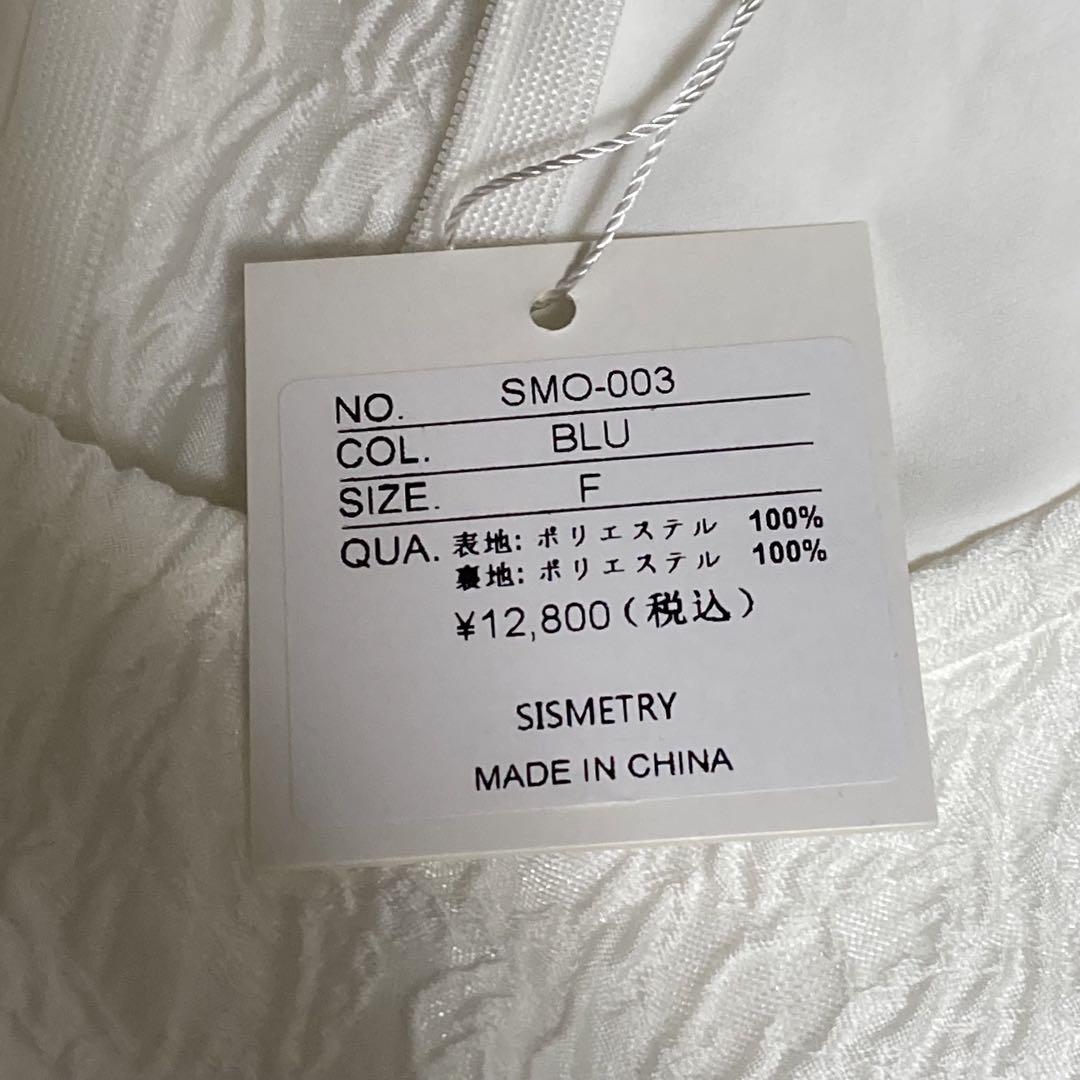 NO. SMO-003
COL. BLU
SIZE. F
QUA. 表地: ポリエステル 100%
裏地: ポリエステル 100%
¥12,800(税込)
SISMETRY
MADE IN CHINA